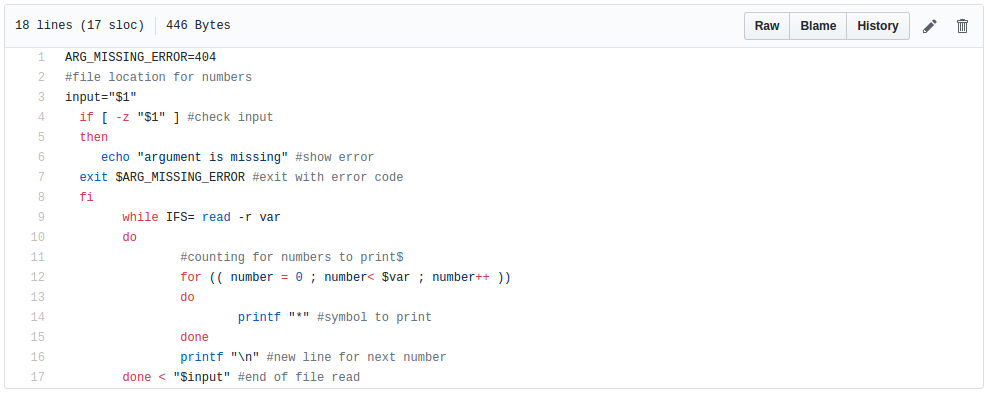 18 lines (17 sloc) 446 Bytes Raw Blame History
1 ARG_MISSING_ERROR=404
2 #file location for numbers
3 input="$1"
4 if [ -z "$1" ] #check input
5 then
6 echo "argument is missing" #show error
7 exit $ARG_MISSING_ERROR #exit with error code
8 fi
9 while IFS= read -r var
10 do
11 #counting for numbers to print$
12 for (( number = 0 ; number< $var ; number++ ))
13 do
14 printf "*" #symbol to print
15 done
16 printf "\n" #new line for next number
17 done < "$input" #end of file read